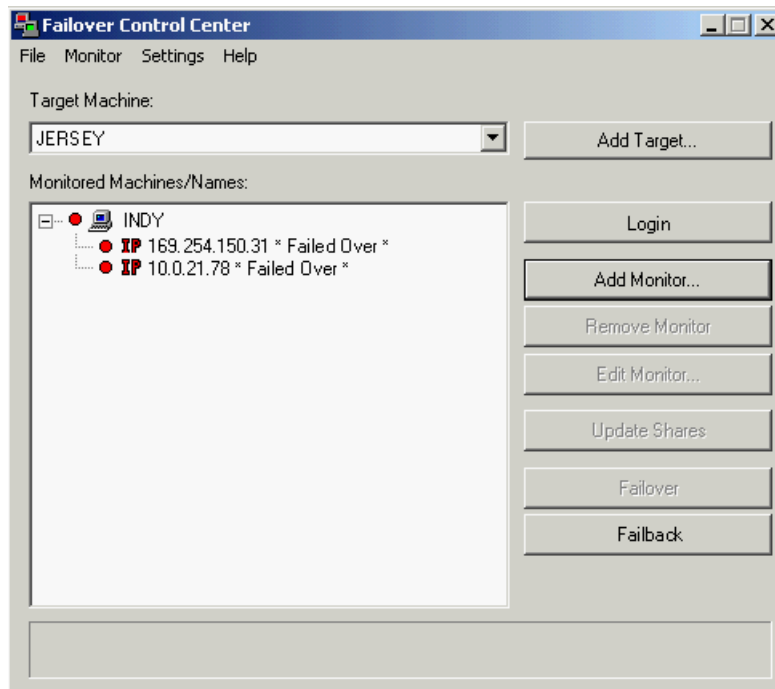 Failover Control Center
File Monitor Settings Help
Target Machine:
JERSEY
Add Target...
Monitored Machines/Names:
INDY
IP 169.254.150.31 * Failed Over *
IP 10.0.21.78 * Failed Over *
Login
Add Monitor...
Remove Monitor
Edit Monitor...
Update Shares
Failover
Failback